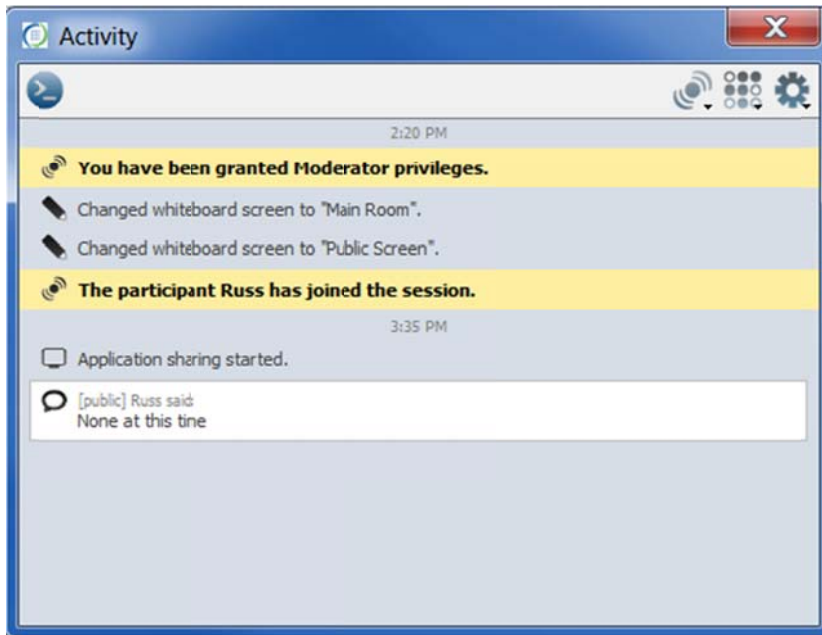 Activity
2:20 PM
You have been granted Moderator privileges.
Changed whiteboard screen to "Main Room".
Changed whiteboard screen to "Public Screen".
The participant Russ has joined the session.
3:35 PM
Application sharing started.
[public] Russ said:
None at this time